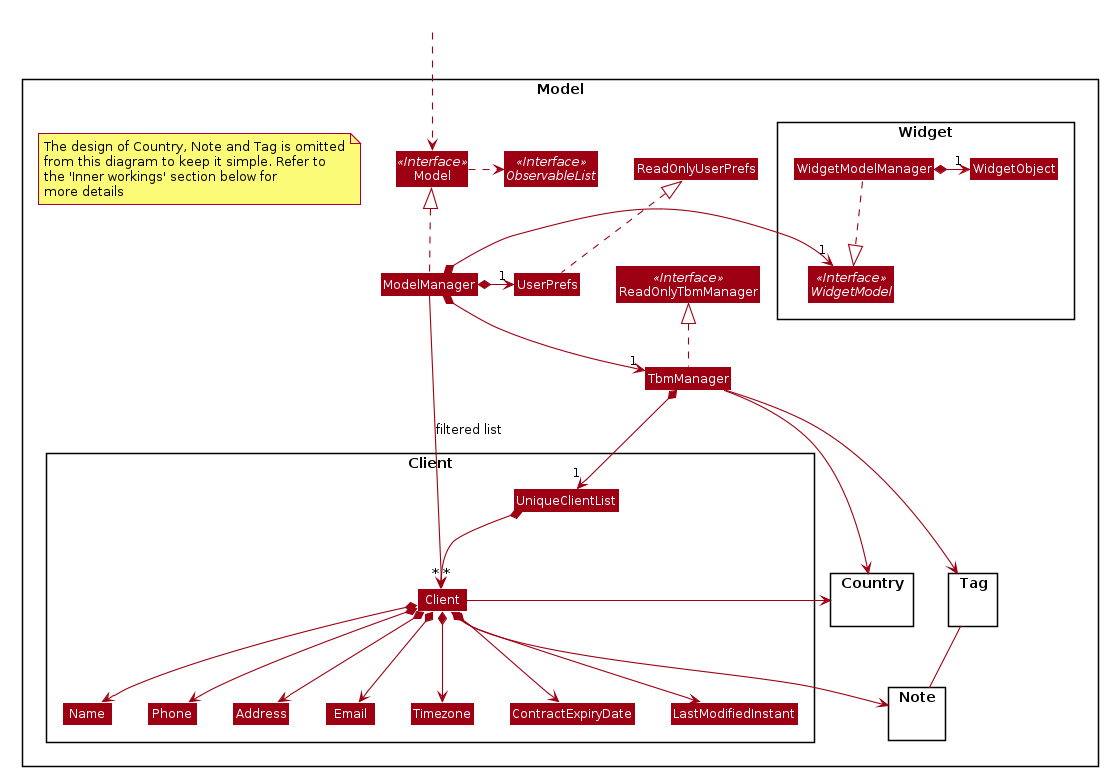 Model
The design of Country, Note and Tag is omitted
from this diagram to keep it simple. Refer to
the 'Inner workings' section below for
more details
«Interface»
Model
«Interface»
ObservableList
ReadOnlyUserPrefs
Widget
WidgetModelManager
1
WidgetObject
1
«Interface»
WidgetModel
ModelManager
1
UserPrefs
«Interface»
ReadOnlyTbmManager
1
TbmManager
filtered list
Client
1
UniqueClientList
* *
Client
Country
Tag
Name
Phone
Address
Email
Timezone
ContractExpiryDate
LastModifiedInstant
Note